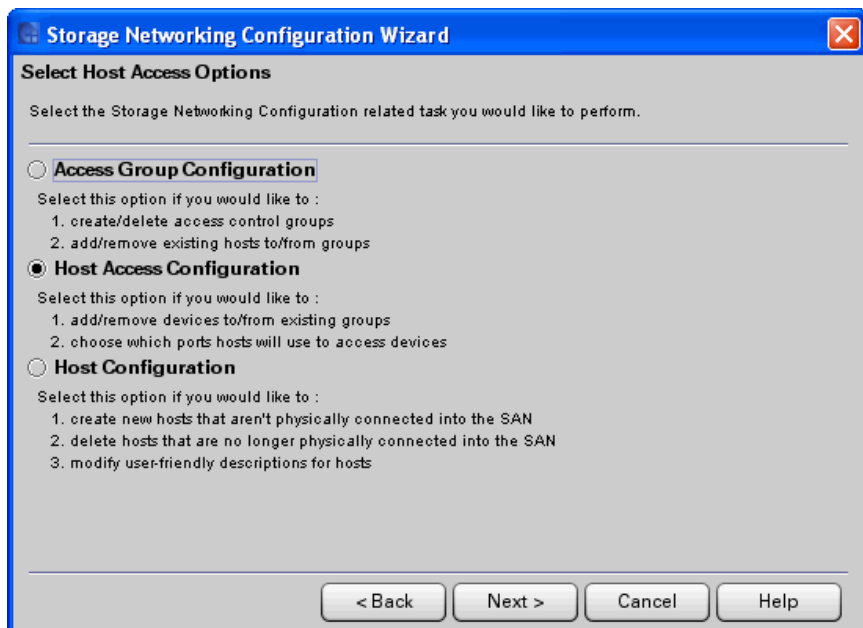 Storage Networking Configuration Wizard
Select Host Access Options
Select the Storage Networking Configuration related task you would like to perform.
Access Group Configuration
Select this option if you would like to :
1. create/delete access control groups
2. add/remove existing hosts to/from groups
Host Access Configuration
Select this option if you would like to :
1. add/remove devices to/from existing groups
2. choose which ports hosts will use to access devices
Host Configuration
Select this option if you would like to :
1. create new hosts that aren't physically connected into the SAN
2. delete hosts that are no longer physically connected into the SAN
3. modify user-friendly descriptions for hosts
< Back Next > Cancel Help